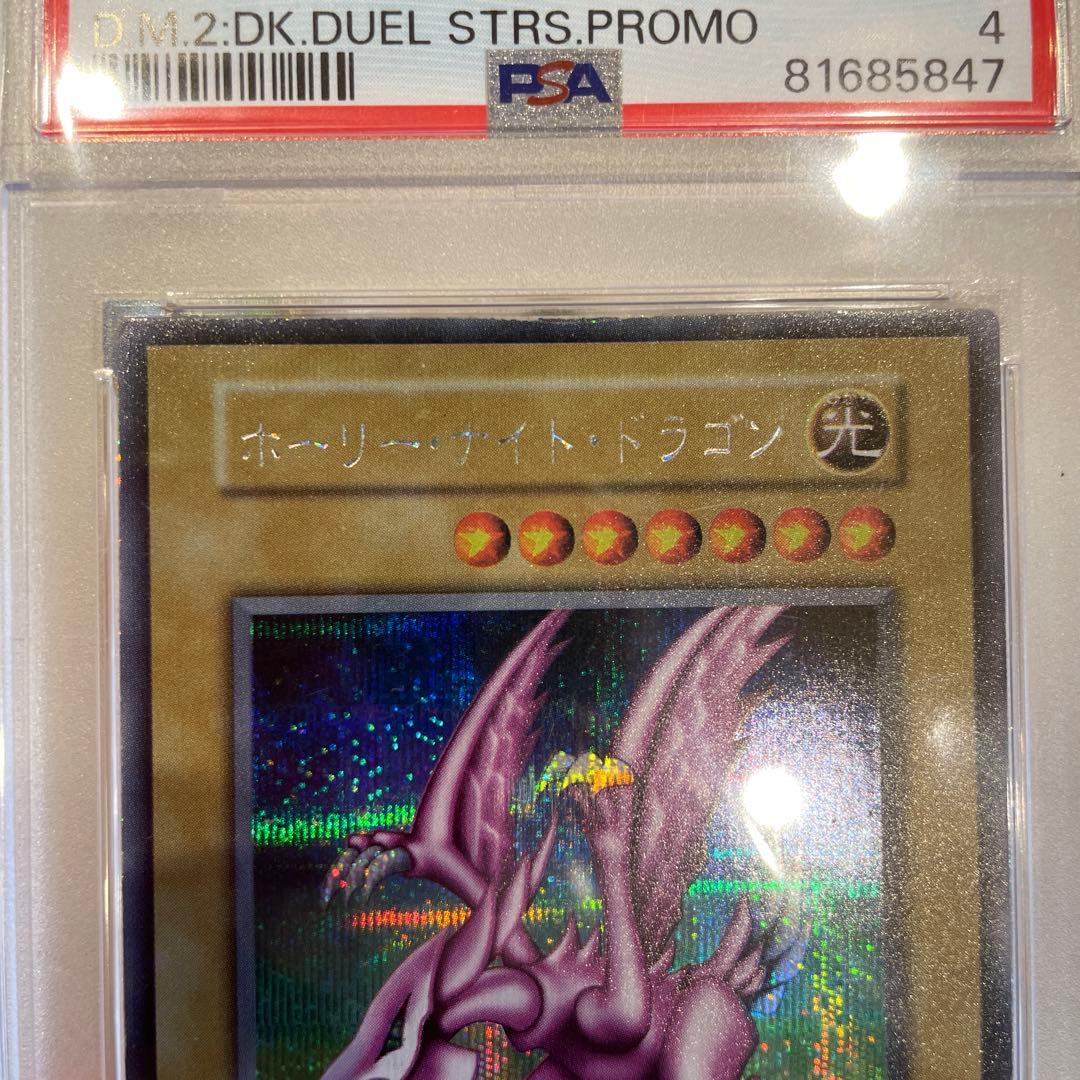 D.M.2:DK.DUEL STRS.PROMO 4
PSA 81685847
ホーリー・ナイト・ドラゴン 光